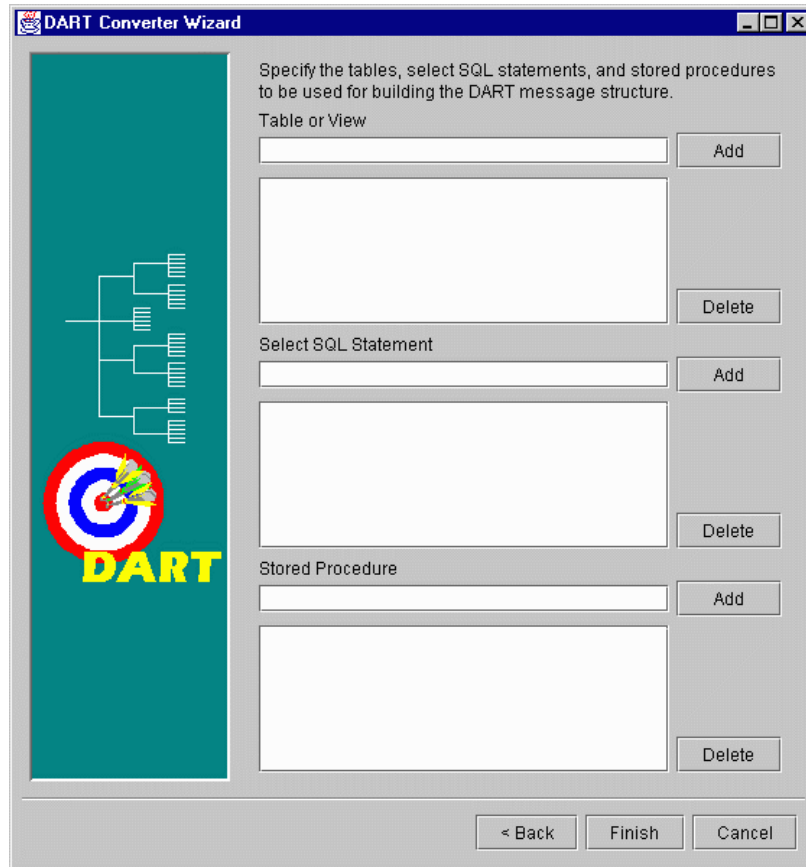 DART Converter Wizard
Specify the tables, select SQL statements, and stored procedures
to be used for building the DART message structure.
Table or View
Add
Delete
Select SQL Statement
Add
Delete
DART
Stored Procedure
Add
Delete
< Back Finish Cancel